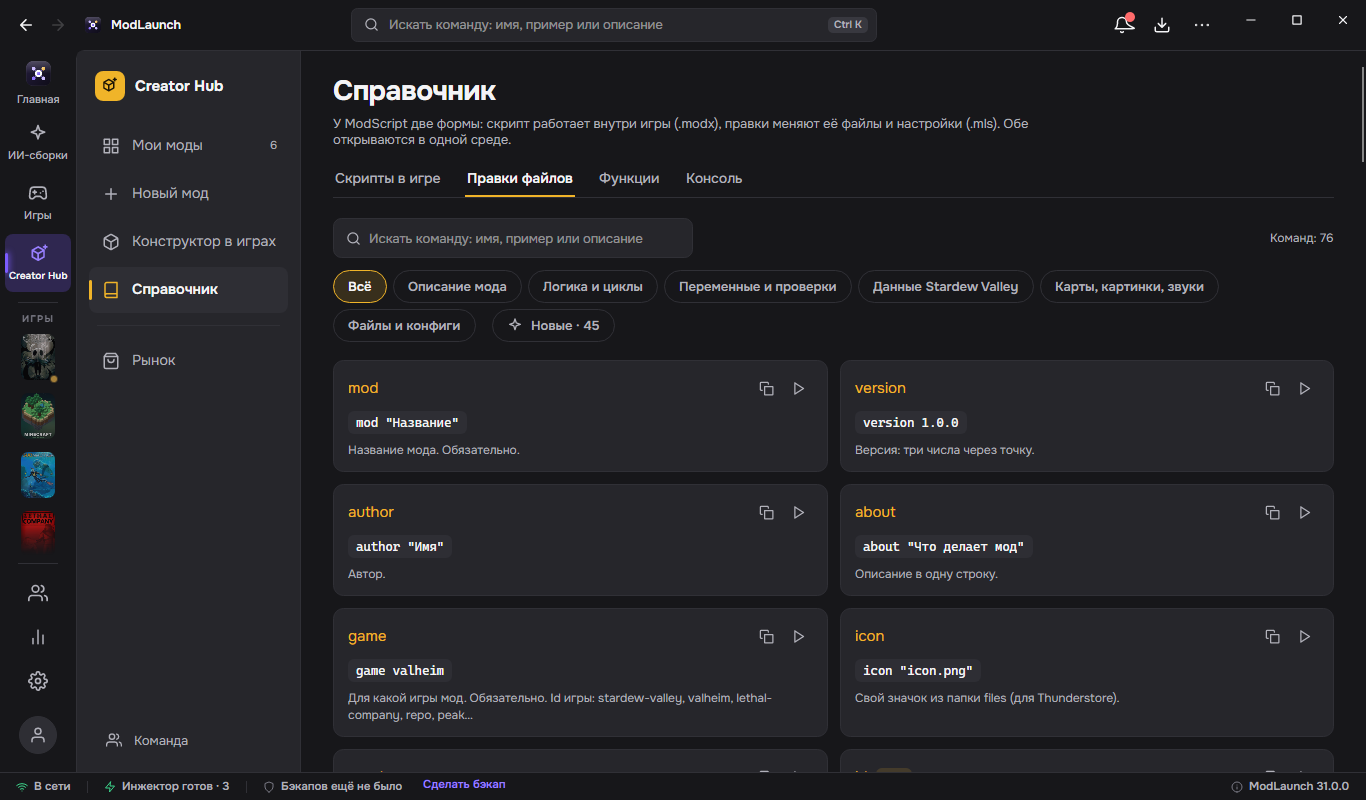 ModLaunch
Искать команду: имя, пример или описание
Ctrl K
Главная
ИИ-сборки
Игры
Creator Hub
ИГРЫ
MINECRAFT
LETHAL
COMPANY
Creator Hub
Мои моды 6
Новый мод
Конструктор в играх
Справочник
Рынок
Команда
Справочник
У ModScript две формы: скрипт работает внутри игры (.modx), правки меняют её файлы и настройки (.mls). Обе
открываются в одной среде.
Скрипты в игре Правки файлов Функции Консоль
Искать команду: имя, пример или описание
Команд: 76
Всё Описание мода Логика и циклы Переменные и проверки Данные Stardew Valley Карты, картинки, звуки
Файлы и конфиги Новые · 45
mod
mod "Название"
Название мода. Обязательно.
version
version 1.0.0
Версия: три числа через точку.
author
author "Имя"
Автор.
about
about "Что делает мод"
Описание в одну строку.
game
game valheim
Для какой игры мод. Обязательно. Id игры: stardew-valley, valheim, lethal-
company, repo, peak...
icon
icon "icon.png"
Свой значок из папки files (для Thunderstore).
В сети Инжектор готов · 3 Бэкапов ещё не было Сделать бэкап ModLaunch 31.0.0